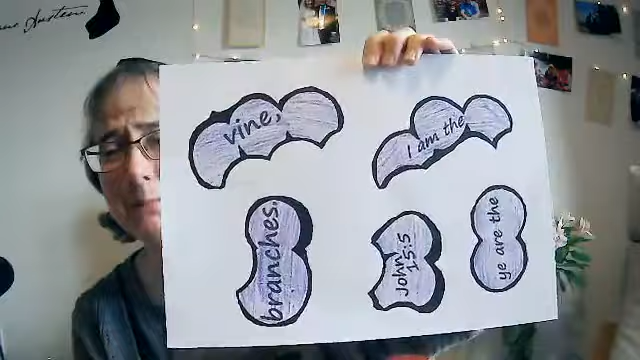 vine,
I am the
branches.
John
15:5
ye are the